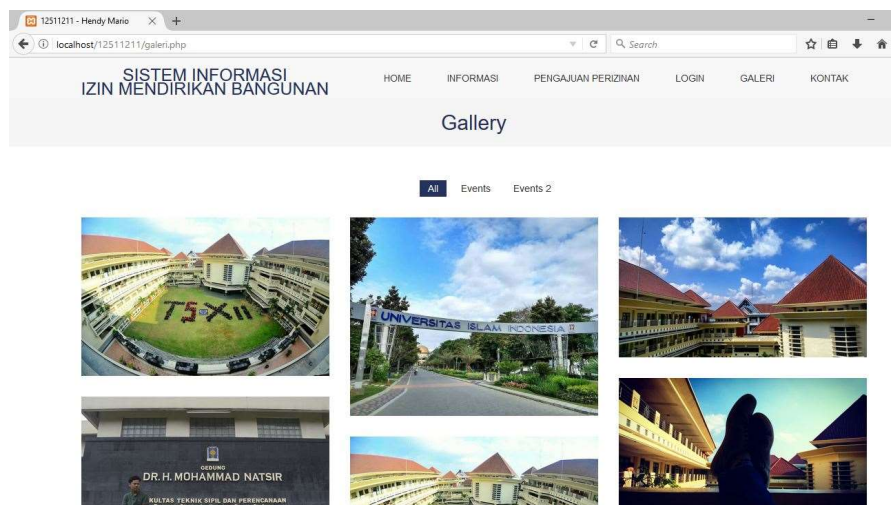 12511211 - Hendy Mario
localhost/12511211/galeri.php
Search
SISTEM INFORMASI
IZIN MENDIRIKAN BANGUNAN
HOME
INFORMASI
PENGAJUAN PERIZINAN
LOGIN
GALERI
KONTAK
Gallery
All
Events
Events 2
TSXII
UNIVERSITAS ISLAM INDONESIA
GEDUNG
DR. H. MOHAMMAD NATSIR
KULTAS TEKNIK SIPIL DAN PERENCANAAN